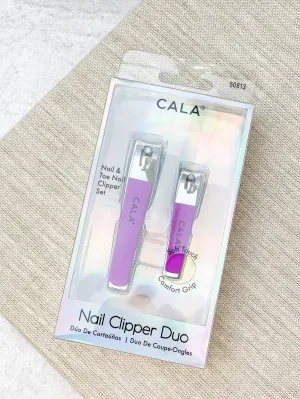 50813
CALA®
Nail &
Toe Nail
Clipper
Set
CALA®
CALA
Soft Touch
Comfort Grip
Nail Clipper Duo
Dúo De Cortaúñas | Duo De Coupe-Ongles